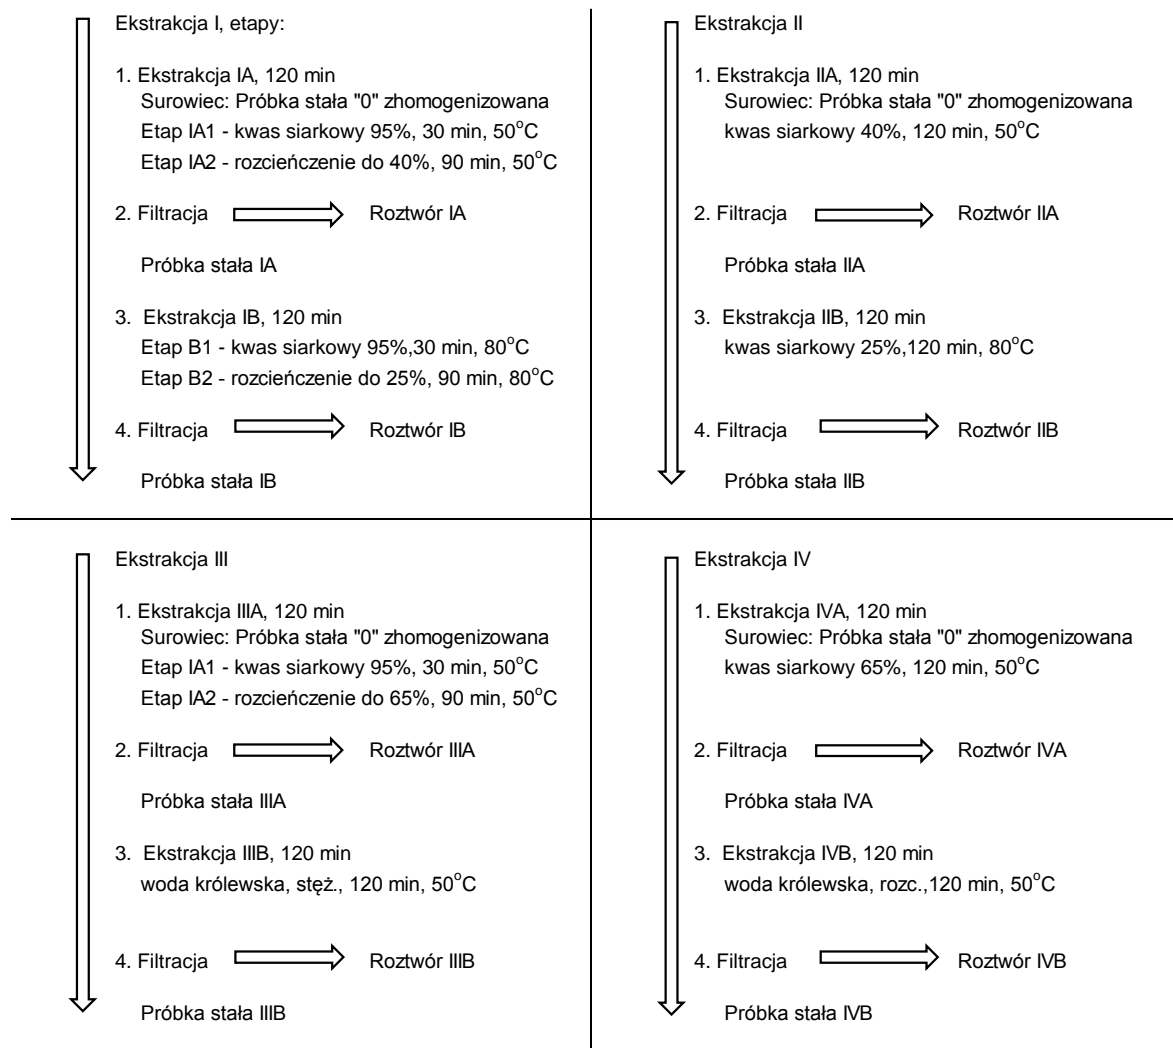 Ekstrakcja I, etapy:
1. Ekstrakcja IA, 120 min
Surowiec: Próbka stała "0" zhomogenizowana
Etap IA1 - kwas siarkowy 95%, 30 min, 50°C
Etap IA2 - rozcieńczenie do 40%, 90 min, 50°C
2. Filtracja Roztwór IA
Próbka stała IA
3. Ekstrakcja IB, 120 min
Etap B1 - kwas siarkowy 95%,30 min, 80°C
Etap B2 - rozcieńczenie do 25%, 90 min, 80°C
4. Filtracja Roztwór IB
Próbka stała IB
Ekstrakcja II
1. Ekstrakcja IIA, 120 min
Surowiec: Próbka stała "0" zhomogenizowana
kwas siarkowy 40%, 120 min, 50°C
2. Filtracja Roztwór IIA
Próbka stała IIA
3. Ekstrakcja IIB, 120 min
kwas siarkowy 25%,120 min, 80°C
4. Filtracja Roztwór IIB
Próbka stała IIB
Ekstrakcja III
1. Ekstrakcja IIIA, 120 min
Surowiec: Próbka stała "0" zhomogenizowana
Etap IA1 - kwas siarkowy 95%, 30 min, 50°C
Etap IA2 - rozcieńczenie do 65%, 90 min, 50°C
2. Filtracja Roztwór IIIA
Próbka stała IIIA
3. Ekstrakcja IIIB, 120 min
woda królewska, stęż., 120 min, 50°C
4. Filtracja Roztwór IIIB
Próbka stała IIIB
Ekstrakcja IV
1. Ekstrakcja IVA, 120 min
Surowiec: Próbka stała "0" zhomogenizowana
kwas siarkowy 65%, 120 min, 50°C
2. Filtracja Roztwór IVA
Próbka stała IVA
3. Ekstrakcja IVB, 120 min
woda królewska, rozc.,120 min, 50°C
4. Filtracja Roztwór IVB
Próbka stała IVB